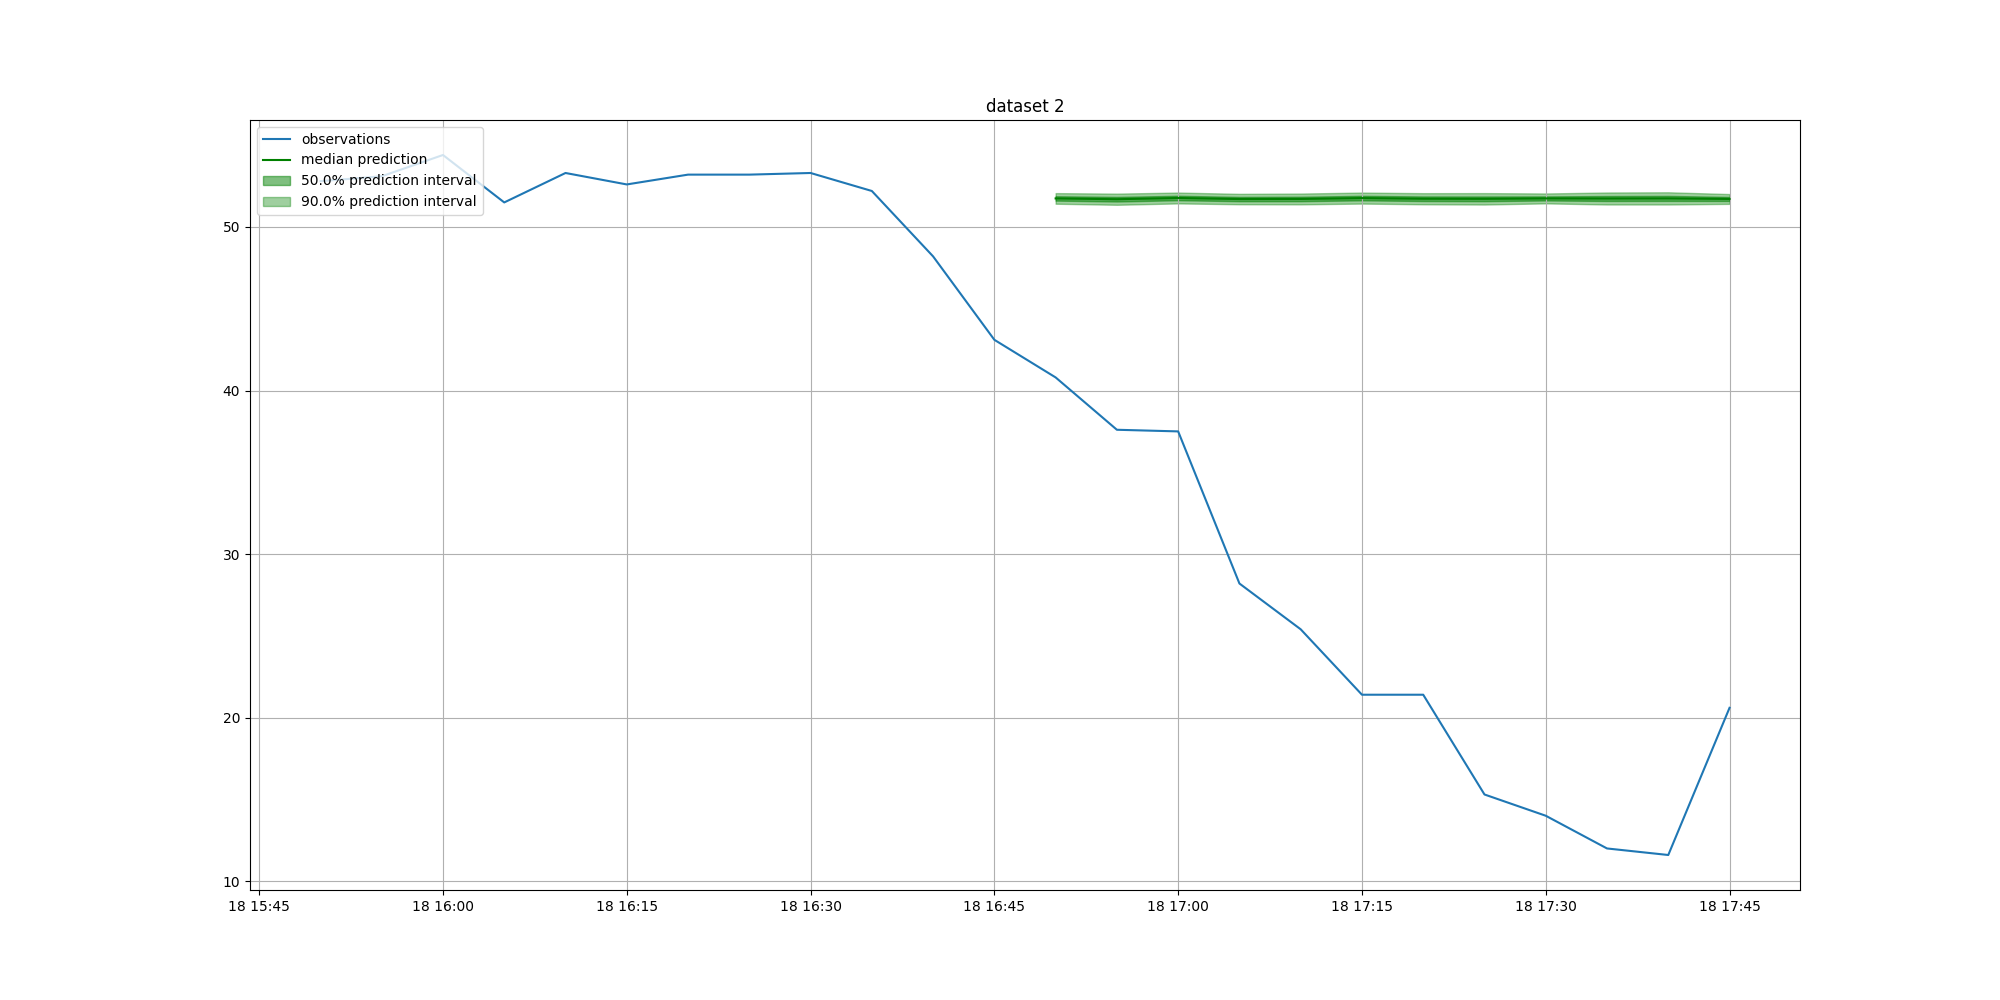 dataset 2
observations
median prediction
50.0% prediction interval
90.0% prediction interval
50
40
30
20
10
18 15:45 18 16:00 18 16:15 18 16:30 18 16:45 18 17:00 18 17:15 18 17:30 18 17:45